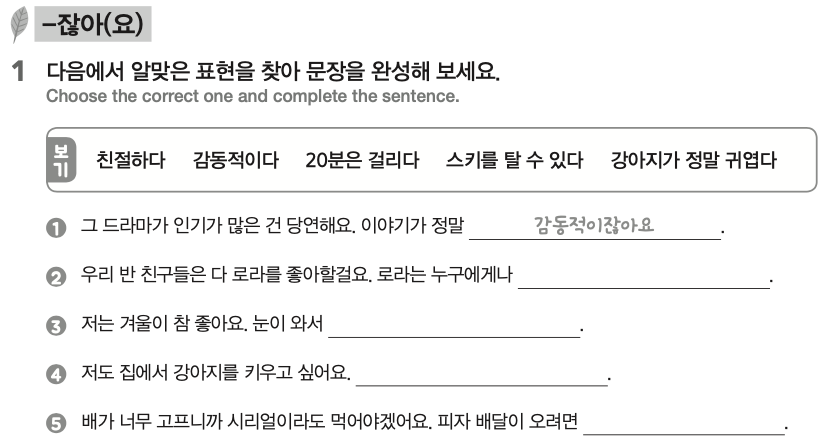 -잖아(요)
1 다음에서 알맞은 표현을 찾아 문장을 완성해 보세요.
Choose the correct one and complete the sentence.
보기 친절하다 감동적이다 20분은 걸리다 스키를 탈 수 있다 강아지가 정말 귀엽다
1 그 드라마가 인기가 많은 건 당연해요. 이야기가 정말 감동적이잖아요.
2 우리 반 친구들은 다 로라를 좋아할걸요. 로라는 누구에게나 .
3 저는 겨울이 참 좋아요. 눈이 와서 .
4 저도 집에서 강아지를 키우고 싶어요. .
5 배가 너무 고프니까 시리얼이라도 먹어야겠어요. 피자 배달이 오려면 .